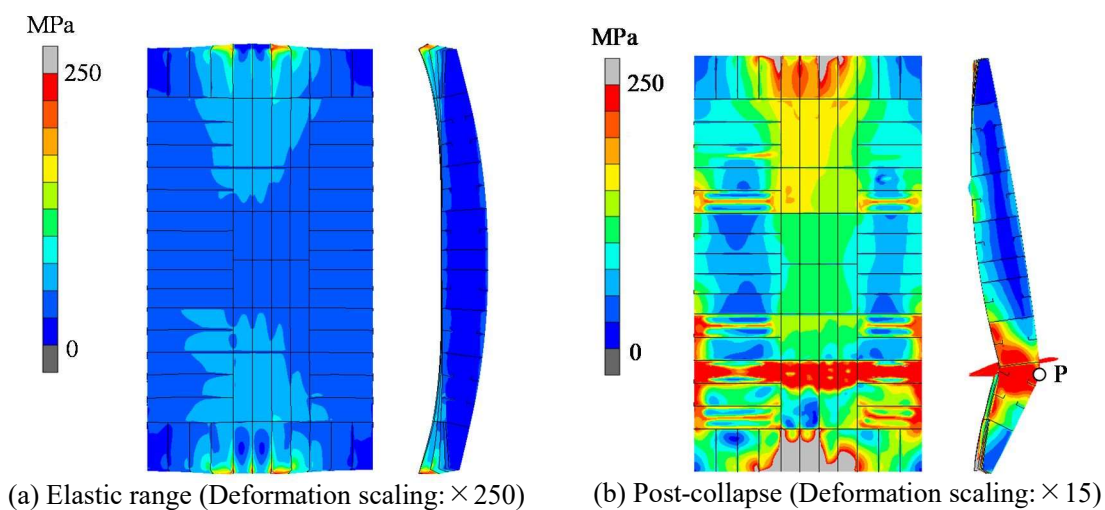 MPa
250
0
(a) Elastic range (Deformation scaling:×250)
MPa
250
0
P
(b) Post-collapse (Deformation scaling:×15)